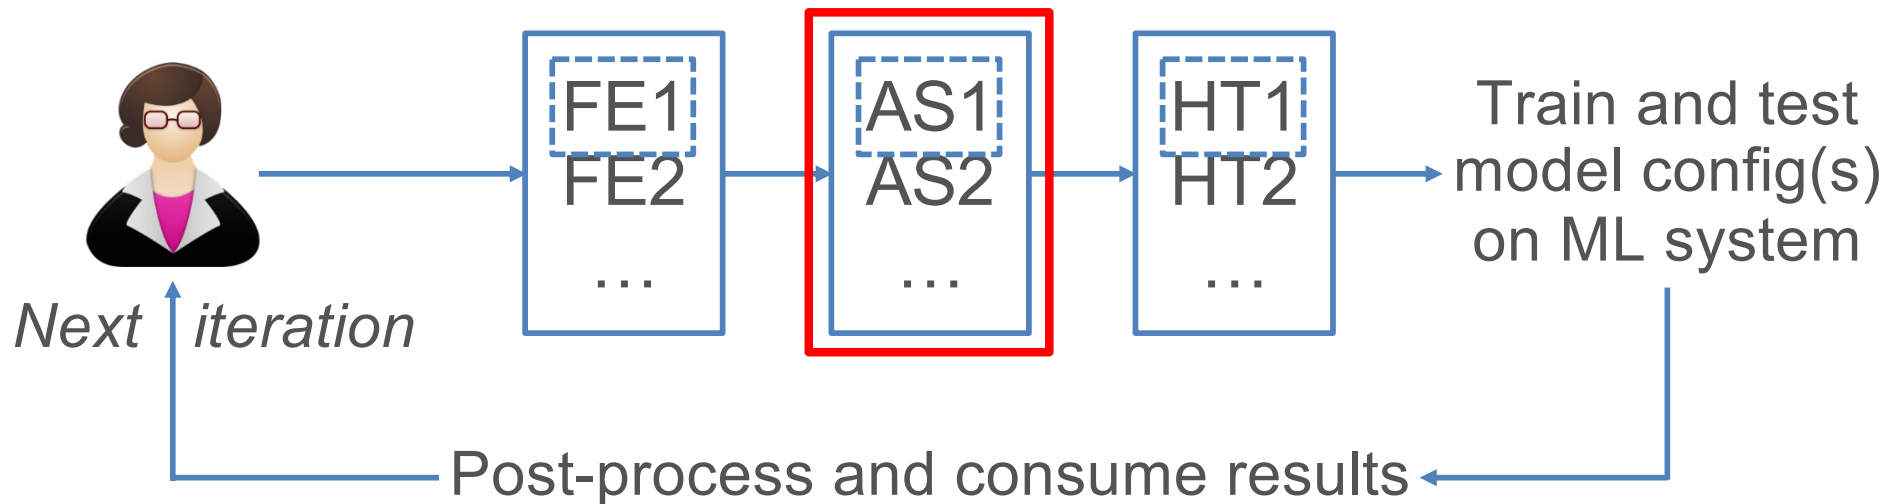 FE1
FE2
...
AS1
AS2
...
HT1
HT2
...
Train and test
model config(s)
on ML system
Next iteration
Post-process and consume results